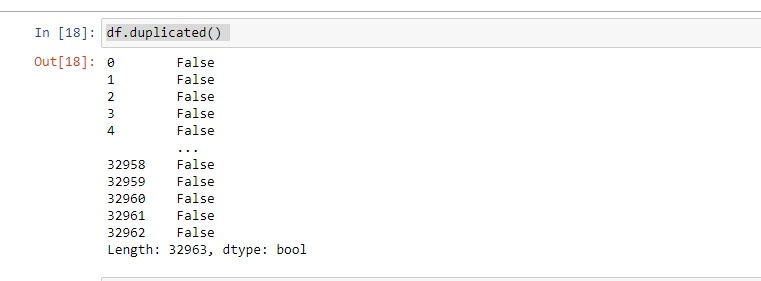 In [18]: df.duplicated()
Out[18]: 0        False
1        False
2        False
3        False
4        False
...
32958    False
32959    False
32960    False
32961    False
32962    False
Length: 32963, dtype: bool